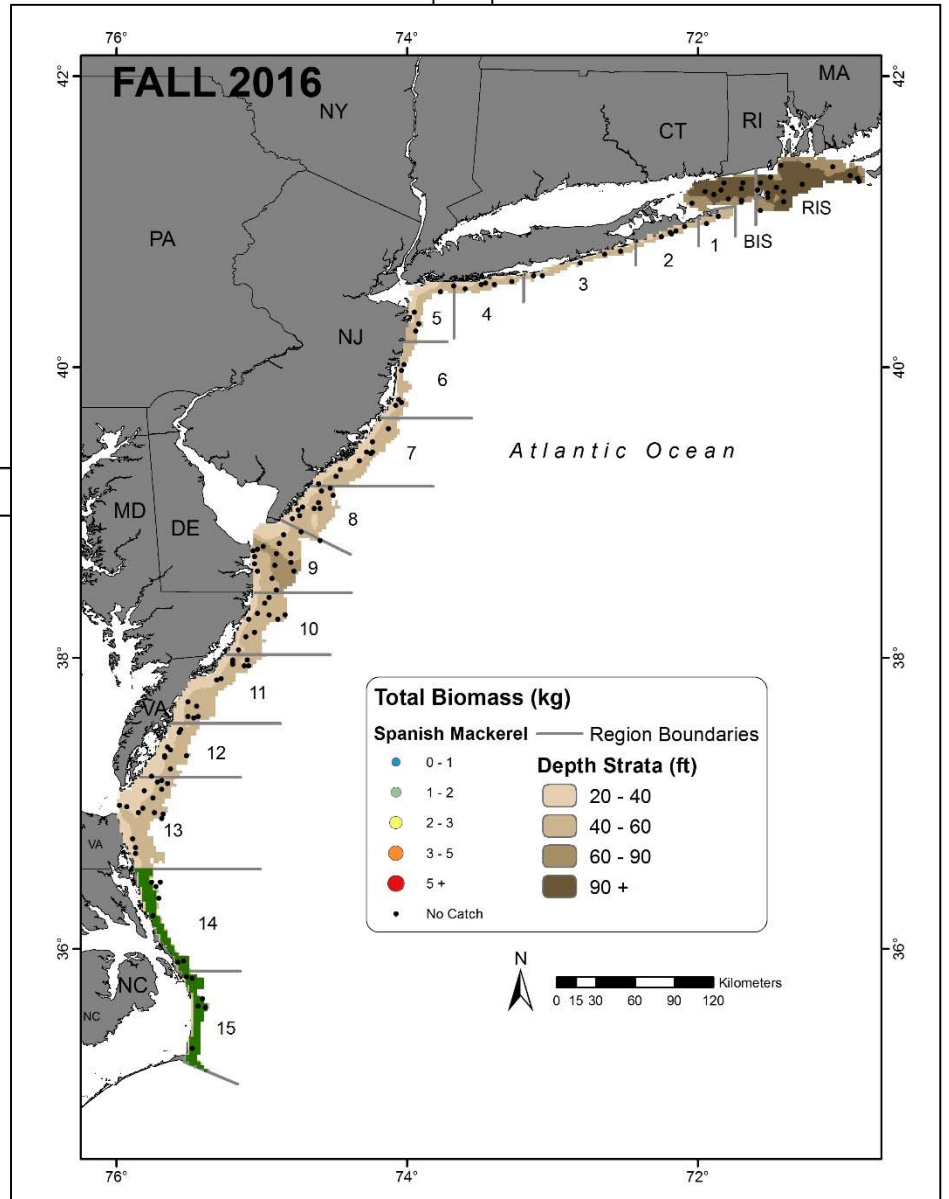 76°
74°
72°
42°
42°
FALL 2016
MA
NY
RI
CT
PA
RIS
BIS
1
2
3
4
5
NJ
40°
40°
6
Atlantic Ocean
7
MD
DE
8
9
10
38°
38°
11
VA
12
13
VA
14
36°
36°
NC
NC
15
Total Biomass (kg)
Spanish Mackerel
0 - 1
1 - 2
2 - 3
3 - 5
5 +
No Catch
Region Boundaries
Depth Strata (ft)
20 - 40
40 - 60
60 - 90
90 +
N
Kilometers
0 15 30 60 90 120
76°
74°
72°